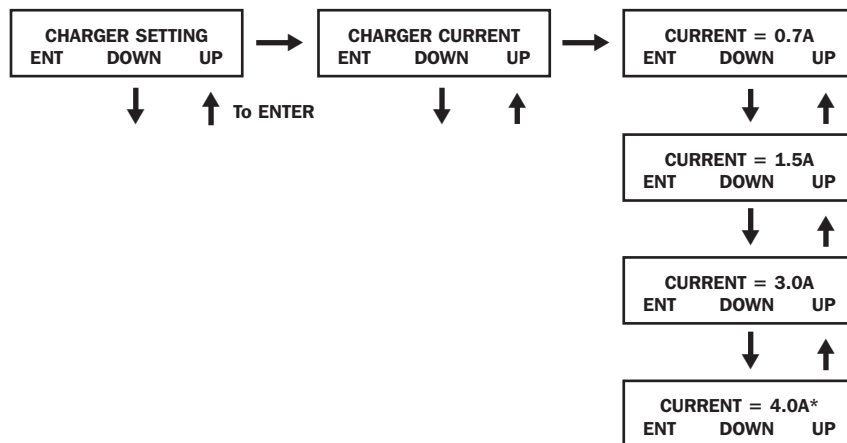 CHARGER SETTING
ENT DOWN UP
To ENTER
CHARGER CURRENT
ENT DOWN UP
CURRENT = 0.7A
ENT DOWN UP
CURRENT = 1.5A
ENT DOWN UP
CURRENT = 3.0A
ENT DOWN UP
CURRENT = 4.0A*
ENT DOWN UP